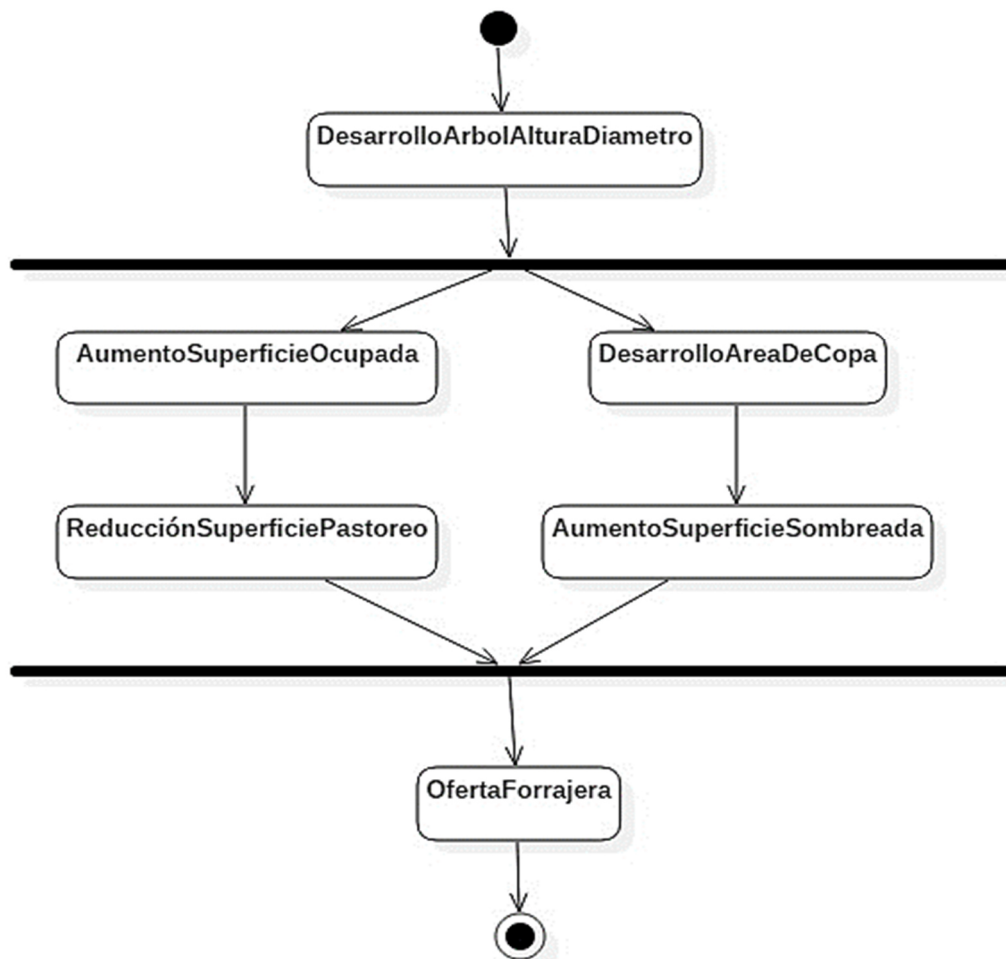 DesarrolloArbolAlturaDiametro
AumentoSuperficieOcupada
DesarrolloAreaDeCopa
ReducciónSuperficiePastoreo
AumentoSuperficieSombreada
OfertaForrajera